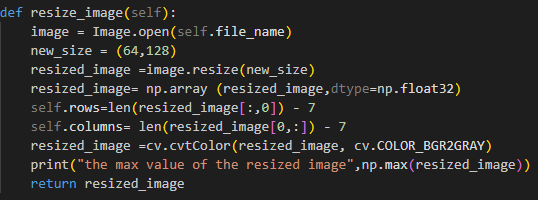 def resize_image(self):
    image = Image.open(self.file_name)
    new_size = (64,128)
    resized_image =image.resize(new_size)
    resized_image= np.array (resized_image,dtype=np.float32)
    self.rows=len(resized_image[:,0]) - 7
    self.columns= len(resized_image[0,:]) - 7
    resized_image =cv.cvtColor(resized_image, cv.COLOR_BGR2GRAY)
    print("the max value of the resized image",np.max(resized_image))
    return resized_image